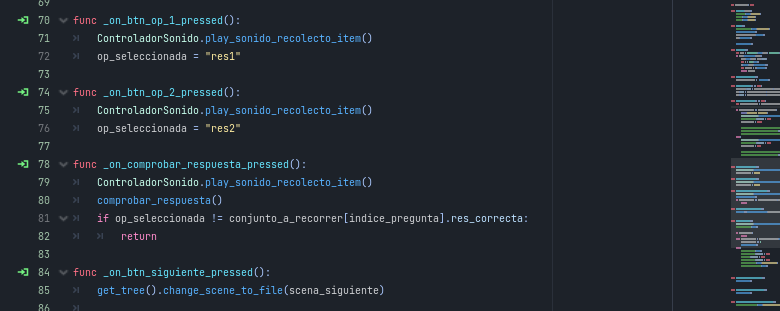 69
70 func _on_btn_op_1_pressed():
71 ControladorSonido.play_sonido_recolecto_item()
72 op_seleccionada = "res1"
73
74 func _on_btn_op_2_pressed():
75 ControladorSonido.play_sonido_recolecto_item()
76 op_seleccionada = "res2"
77
78 func _on_comprobar_respuesta_pressed():
79 ControladorSonido.play_sonido_recolecto_item()
80 comprobar_respuesta()
81 if op_seleccionada != conjunto_a_recorrer[indice_pregunta].res_correcta:
82 return
83
84 func _on_btn_siguiente_pressed():
85 get_tree().change_scene_to_file(scena_siguiente)
86